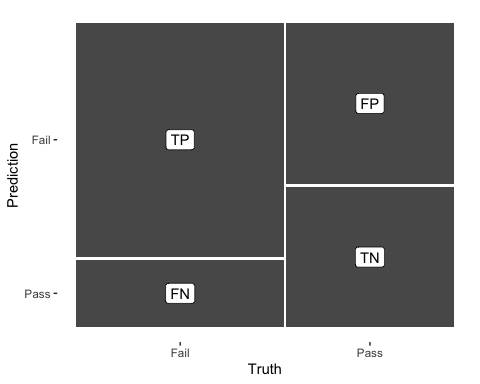 FP
TP
Fail
Prediction
TN
FN
Pass
Fail
Pass
Truth